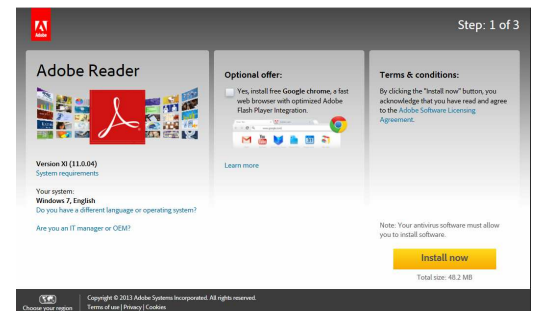 Adobe
Step: 1 of 3
Adobe Reader
Version XI (11.0.04)
System requirements
Your system:
Windows 7, English
Do you have a different language or operating system?
Are you an IT manager or OEM?
Optional offer:
Yes, install free Google chrome, a fast
web browser with optimized Adobe
Flash Player Integration.
Learn more
Terms & conditions:
By clicking the "Install now" button, you
acknowledge that you have read and agree
to the Adobe Software Licensing
Agreement.
Note: Your antivirus software must allow
you to install software.
Install now
Total size: 48.2 MB
Choose your region
Copyright © 2013 Adobe Systems Incorporated. All rights reserved.
Terms of use | Privacy | Cookies